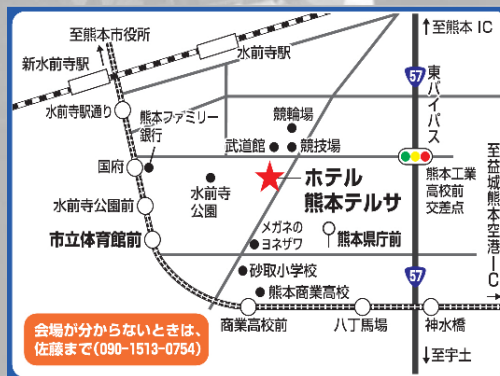 至熊本市役所
↑至熊本 IC
新水前寺駅
水前寺駅
57
東バイパス
水前寺駅通り
熊本ファミリー
銀行
競輪場
武道館
競技場
国府
水前寺
公園
ホテル
熊本テルサ
熊本工業
高校前
交差点
至益城熊本空港IC
水前寺公園前
市立体育館前
メガネの
ヨネザワ
熊本県庁前
砂取小学校
熊本商業高校
57
商業高校前
八丁馬場
神水橋
会場が分からないときは、
佐藤まで(090-1513-0754)
↓至宇土